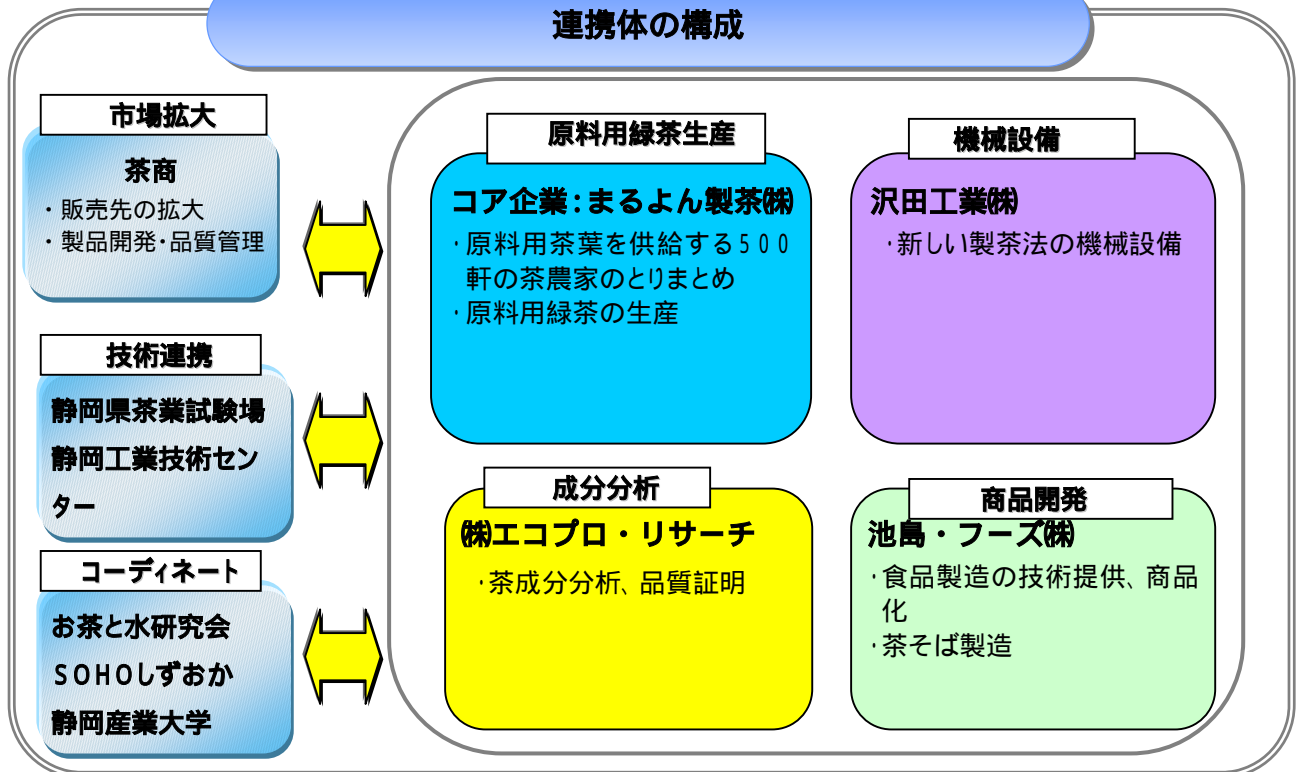 連携体の構成
市場拡大
茶商
・販売先の拡大
・製品開発・品質管理
技術連携
静岡県茶業試験場
静岡工業技術セン
ター
コーディネート
お茶と水研究会
SOHOしずおか
静岡産業大学
原料用緑茶生産
コア企業:まるよん製茶㈱
・原料用茶葉を供給する500
軒の茶農家のとりまとめ
・原料用緑茶の生産
機械設備
沢田工業㈱
・新しい製茶法の機械設備
成分分析
㈱エコプロ・リサーチ
・茶成分分析、品質証明
商品開発
池島・フーズ㈱
・食品製造の技術提供、商品
化
・茶そば製造